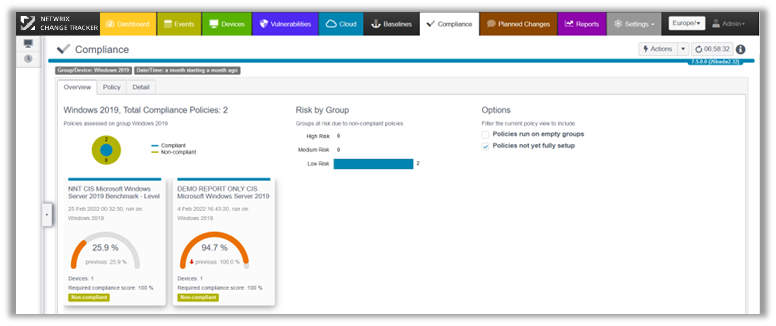 NETWRIX
CHANGE TRACKER
Dashboard
Events
Devices
Vulnerabilities
Cloud
Baselines
Compliance
Planned Changes
Reports
Settings
Europe/
Admin
Compliance
Actions
06:58:32
Group/Device: Windows 2019
Date/Time: a month starting a month ago
Overview
Policy
Detail
Windows 2019, Total Compliance Policies: 2
Policies assessed on group Windows 2019
2
0
Compliant
Non-compliant
Risk by Group
Groups at risk due to non-compliant policies
High Risk 0
Medium Risk 0
Low Risk 2
Options
Filter the current policy view to include:
Policies run on empty groups
Policies not yet fully setup
NNT CIS Microsoft Windows
Server 2019 Benchmark - Level
25 Feb 2022 00:32:50, run on
Windows 2019
25.9 %
previous: 25.9 %
Devices: 1
Required compliance score: 100 %
Non-compliant
DEMO REPORT ONLY CIS
Microsoft Windows Server 2019
4 Feb 2022 16:43:20, run on
Windows 2019
94.7 %
previous: 100.0 %
Devices: 1
Required compliance score: 100 %
Non-compliant